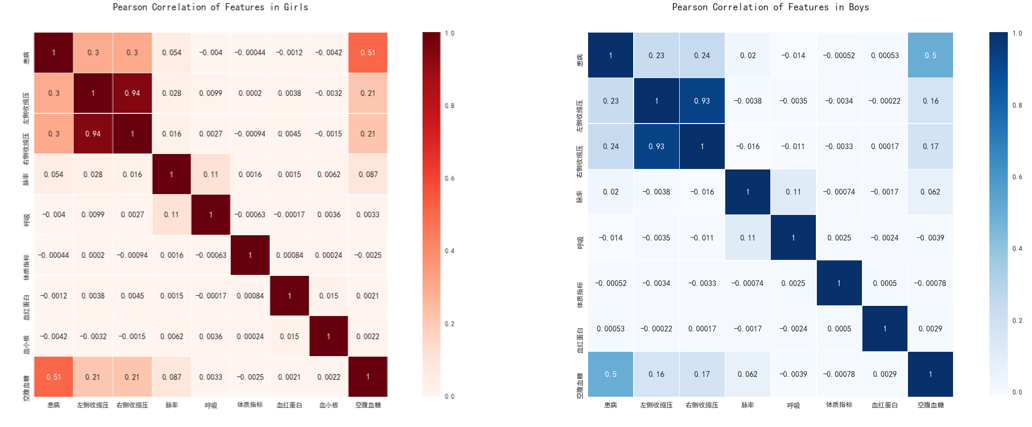 Pearson Correlation of Features in Girls
患病 1 0.3 0.3 0.054 -0.004 -0.00044 -0.0012 -0.0042 0.51
左侧收缩压 0.3 1 0.94 0.028 0.0099 0.0002 0.0038 -0.0032 0.21
右侧收缩压 0.3 0.94 1 0.016 0.0027 -0.00094 0.0045 -0.0015 0.21
脉率 0.054 0.028 0.016 1 0.11 0.0016 0.0015 0.0062 0.087
呼吸 -0.004 0.0099 0.0027 0.11 1 -0.00063 -0.00017 0.0036 0.0033
体质指标 -0.00044 0.0002 -0.00094 0.0016 -0.00063 1 0.00084 0.00024 -0.0025
血红蛋白 -0.0012 0.0038 0.0045 0.0015 -0.00017 0.00084 1 0.015 0.0021
血小板 -0.0042 -0.0032 -0.0015 0.0062 0.0036 0.00024 0.015 1 0.0022
空腹血糖 0.51 0.21 0.21 0.087 0.0033 -0.0025 0.0021 0.0022 1
患病 左侧收缩压 右侧收缩压 脉率 呼吸 体质指标 血红蛋白 血小板 空腹血糖
1.0
0.8
0.6
0.4
0.2
0.0
Pearson Correlation of Features in Boys
患病 1 0.23 0.24 0.02 -0.014 -0.00052 0.00053 0.5
左侧收缩压 0.23 1 0.93 -0.0038 -0.0035 -0.0034 -0.00022 0.16
右侧收缩压 0.24 0.93 1 -0.016 -0.011 -0.0033 0.00017 0.17
脉率 0.02 -0.0038 -0.016 1 0.11 -0.00074 -0.0017 0.062
呼吸 -0.014 -0.0035 -0.011 0.11 1 0.0025 -0.0024 -0.0039
体质指标 -0.00052 -0.0034 -0.0033 -0.00074 0.0025 1 0.0005 -0.00078
血红蛋白 0.00053 -0.00022 0.00017 -0.0017 -0.0024 0.0005 1 0.0029
空腹血糖 0.5 0.16 0.17 0.062 -0.0039 -0.00078 0.0029 1
患病 左侧收缩压 右侧收缩压 脉率 呼吸 体质指标 血红蛋白 空腹血糖
1.0
0.8
0.6
0.4
0.2
0.0